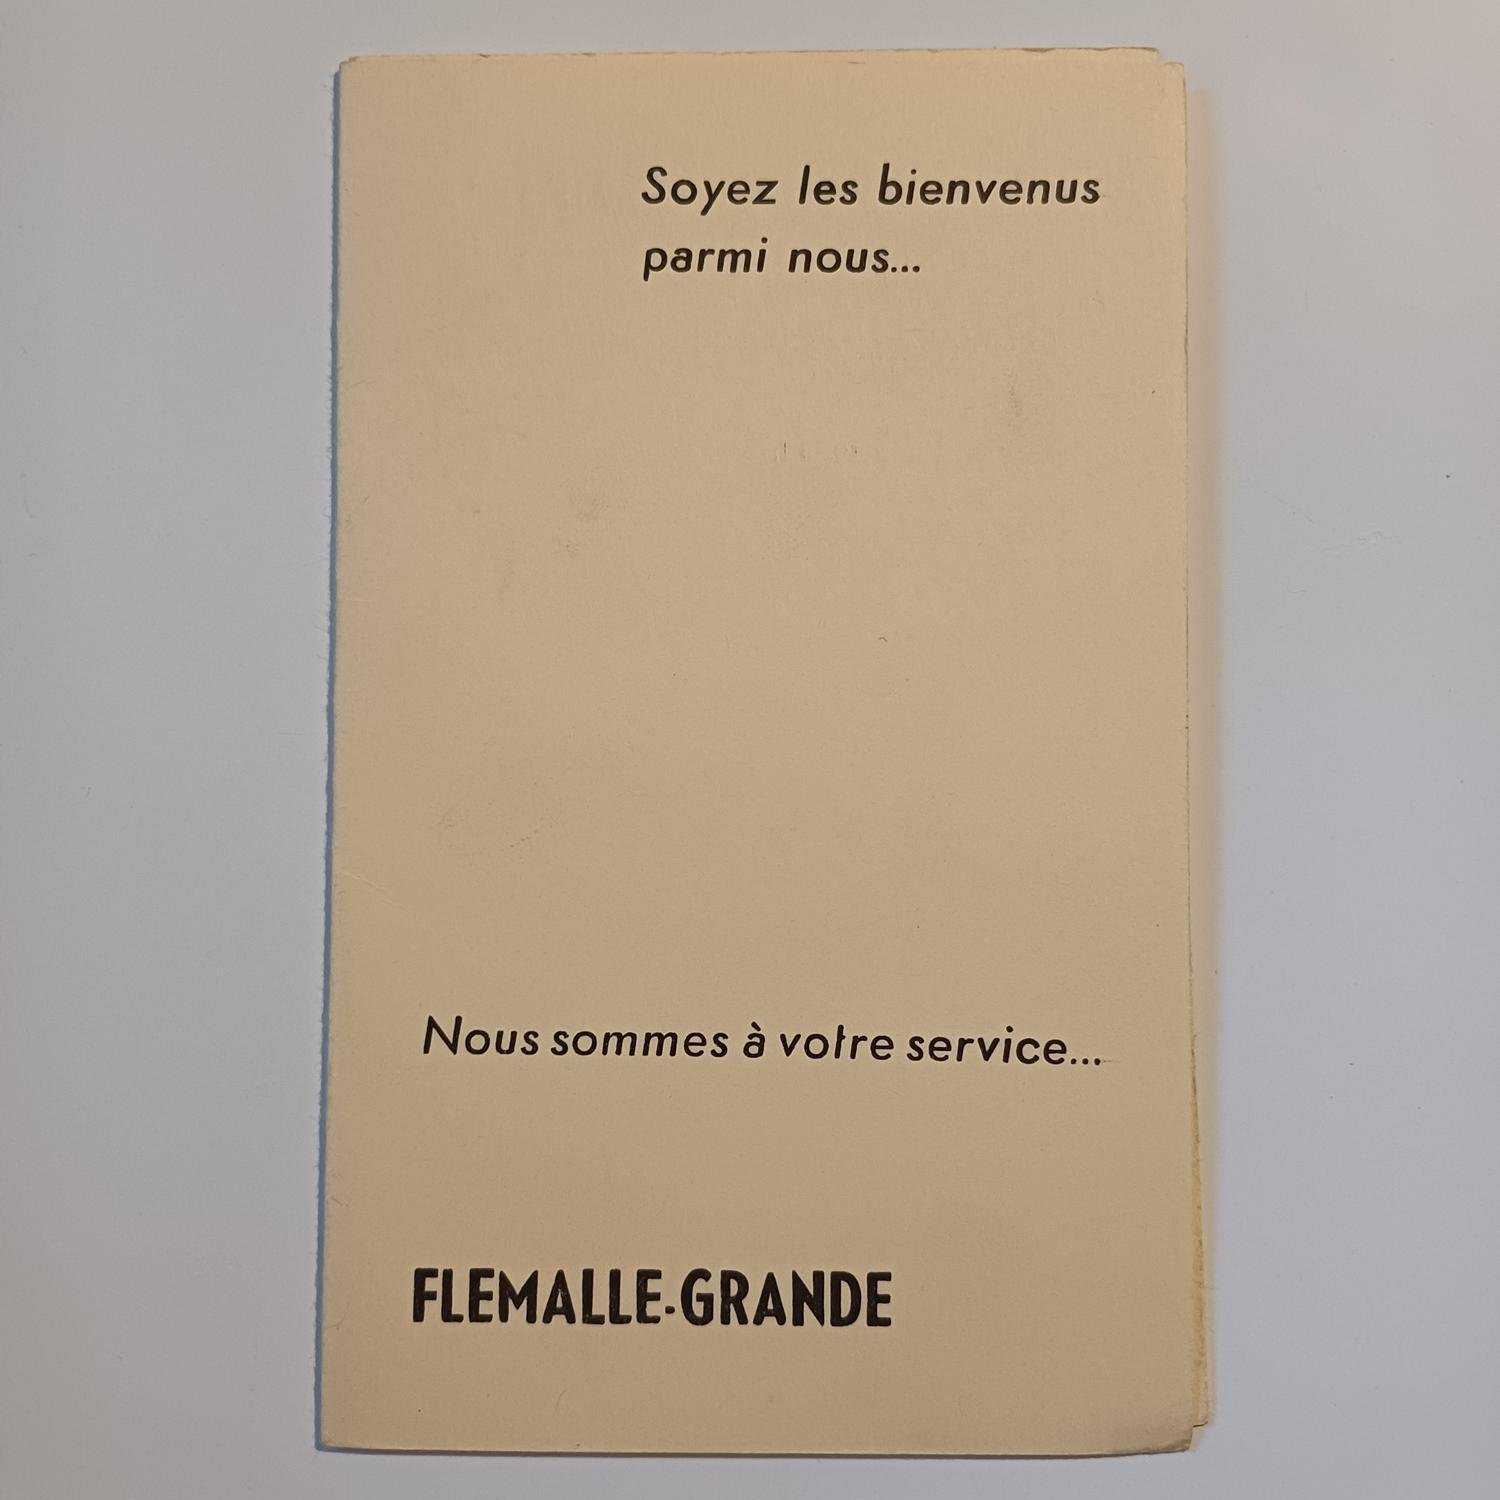 Soyez les bienvenus
parmi nous...
Nous sommes à votre service...
FLEMALLE-GRANDE